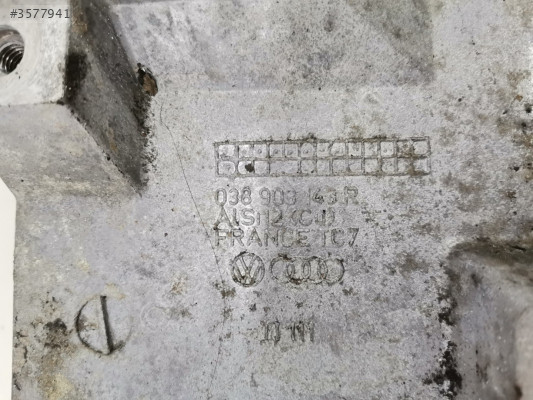 #3577941
038 903 143 R
AlSi12(Cu)
FRANCE TC7